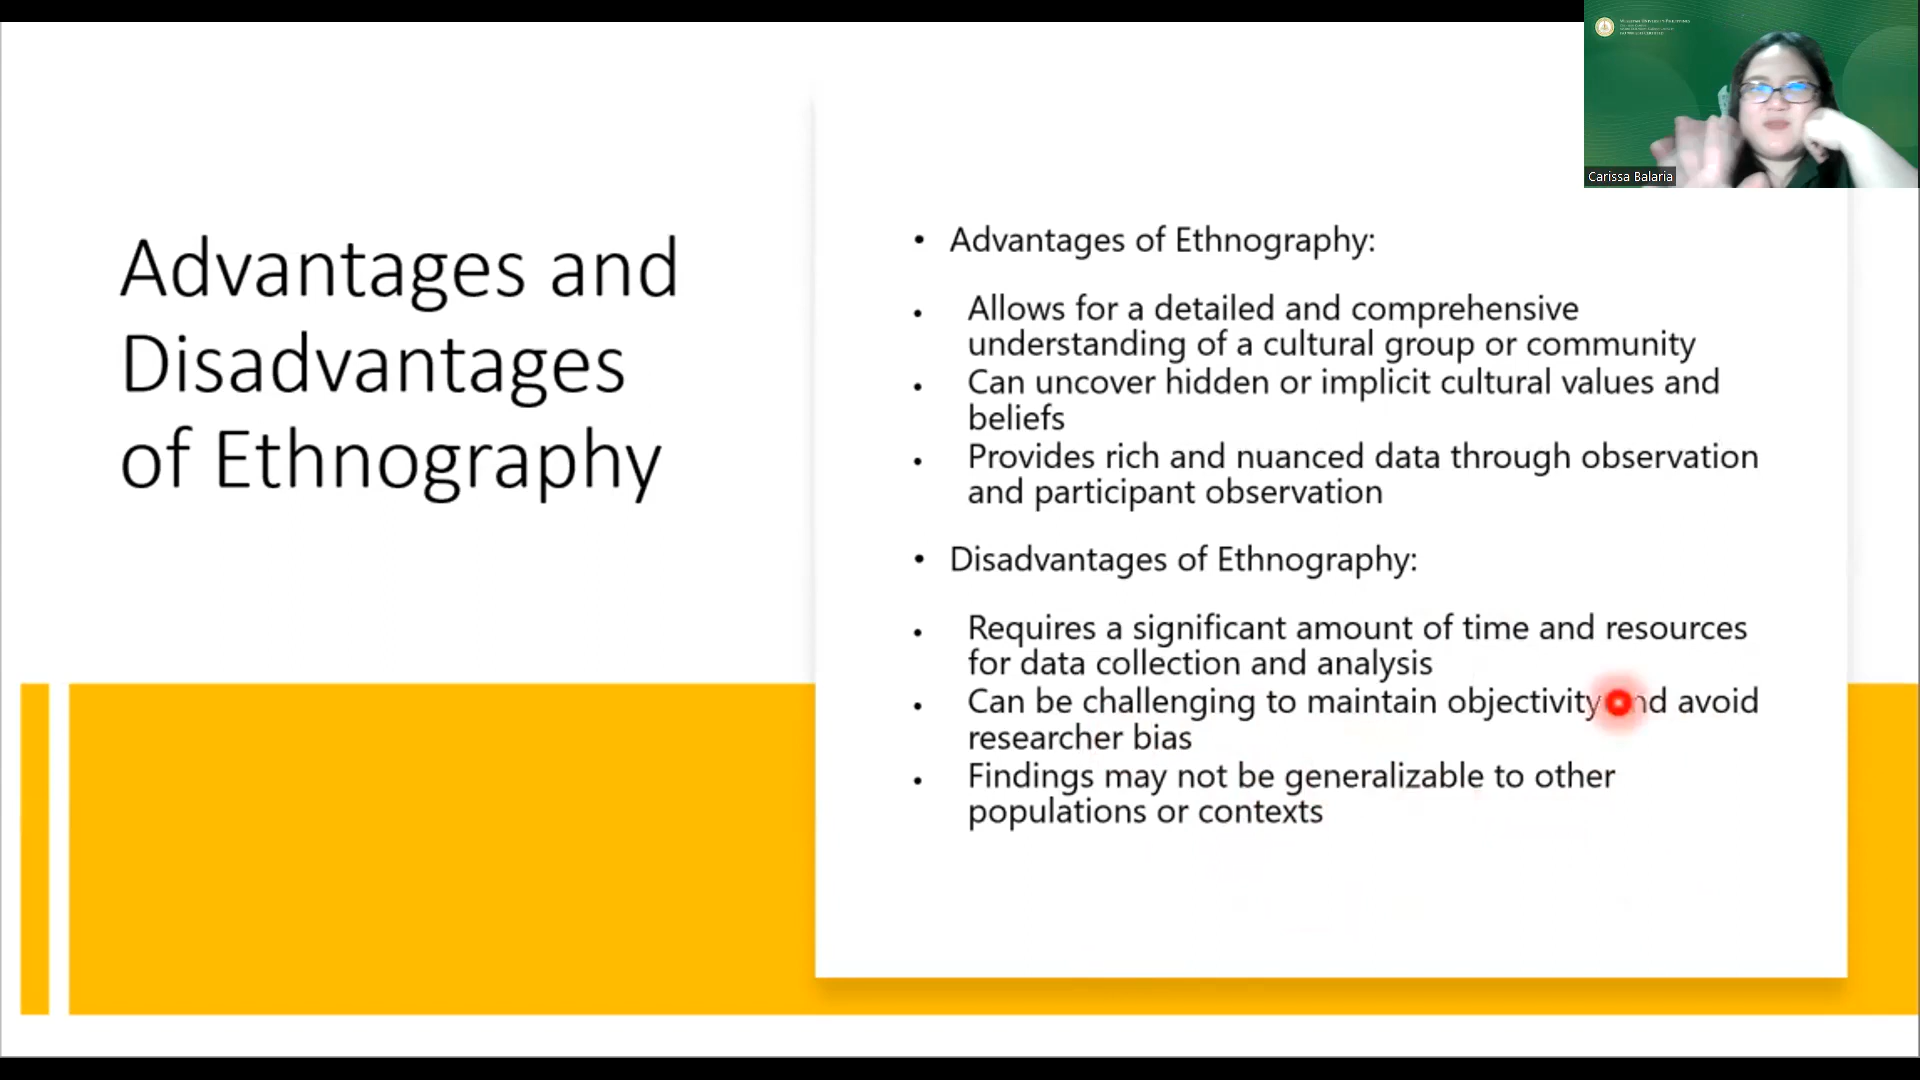 Carissa Balaria
Advantages and
Disadvantages
of Ethnography
• Advantages of Ethnography:
• Allows for a detailed and comprehensive
understanding of a cultural group or community
• Can uncover hidden or implicit cultural values and
beliefs
• Provides rich and nuanced data through observation
and participant observation
• Disadvantages of Ethnography:
• Requires a significant amount of time and resources
for data collection and analysis
• Can be challenging to maintain objectivity and avoid
researcher bias
• Findings may not be generalizable to other
populations or contexts